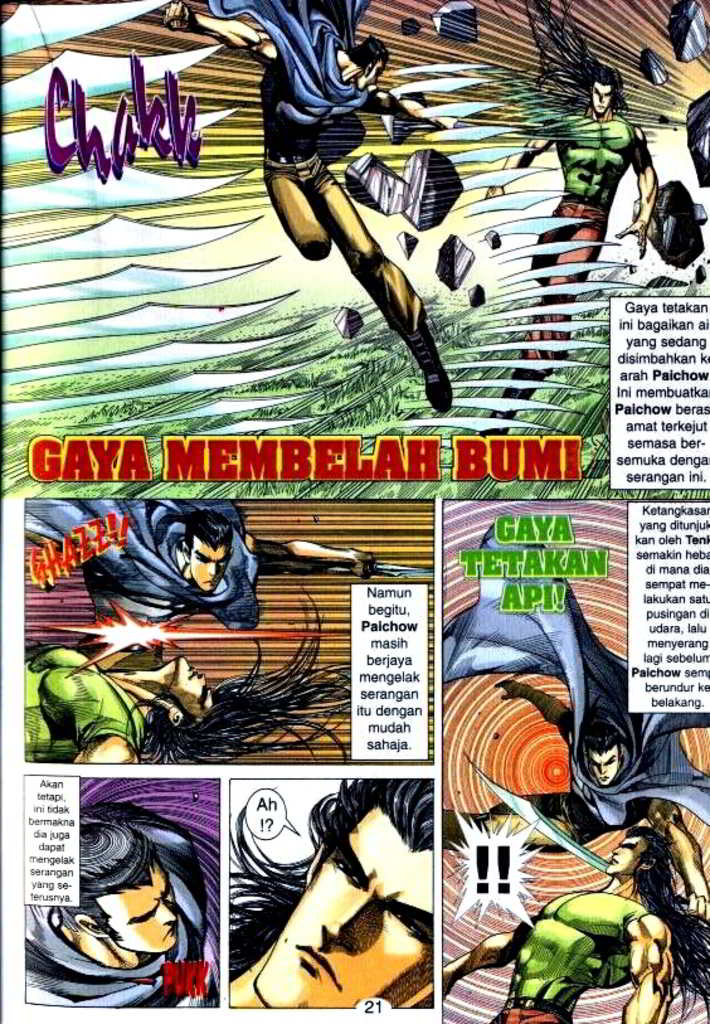 Chakk
Gaya tetakan
ini bagaikan ai
yang sedang
disimbahkan ke
arah Paichow.
Ini membuatkan
Paichow beras
amat terkejut
semasa ber-
semuka dengan
serangan ini.
GAYA MEMBELAH BUMI
GHAZZ!!
Namun
begitu,
Paichow
masih
berjaya
mengelak
serangan
itu dengan
mudah
sahaja.
GAYA
TETAKAN
API!
Ketangkasan
yang ditunjuk-
kan oleh Tenk
semakin heba
di mana dia
sempat me-
lakukan satu
pusingan di
udara, lalu
menyerang
lagi sebelum
Paichow semp
berundur ke
belakang.
Akan
tetapi,
ini tidak
bermakna
dia juga
dapat
mengelak
serangan
yang se-
terusnya.
PUKK
Ah
!?
!!
21